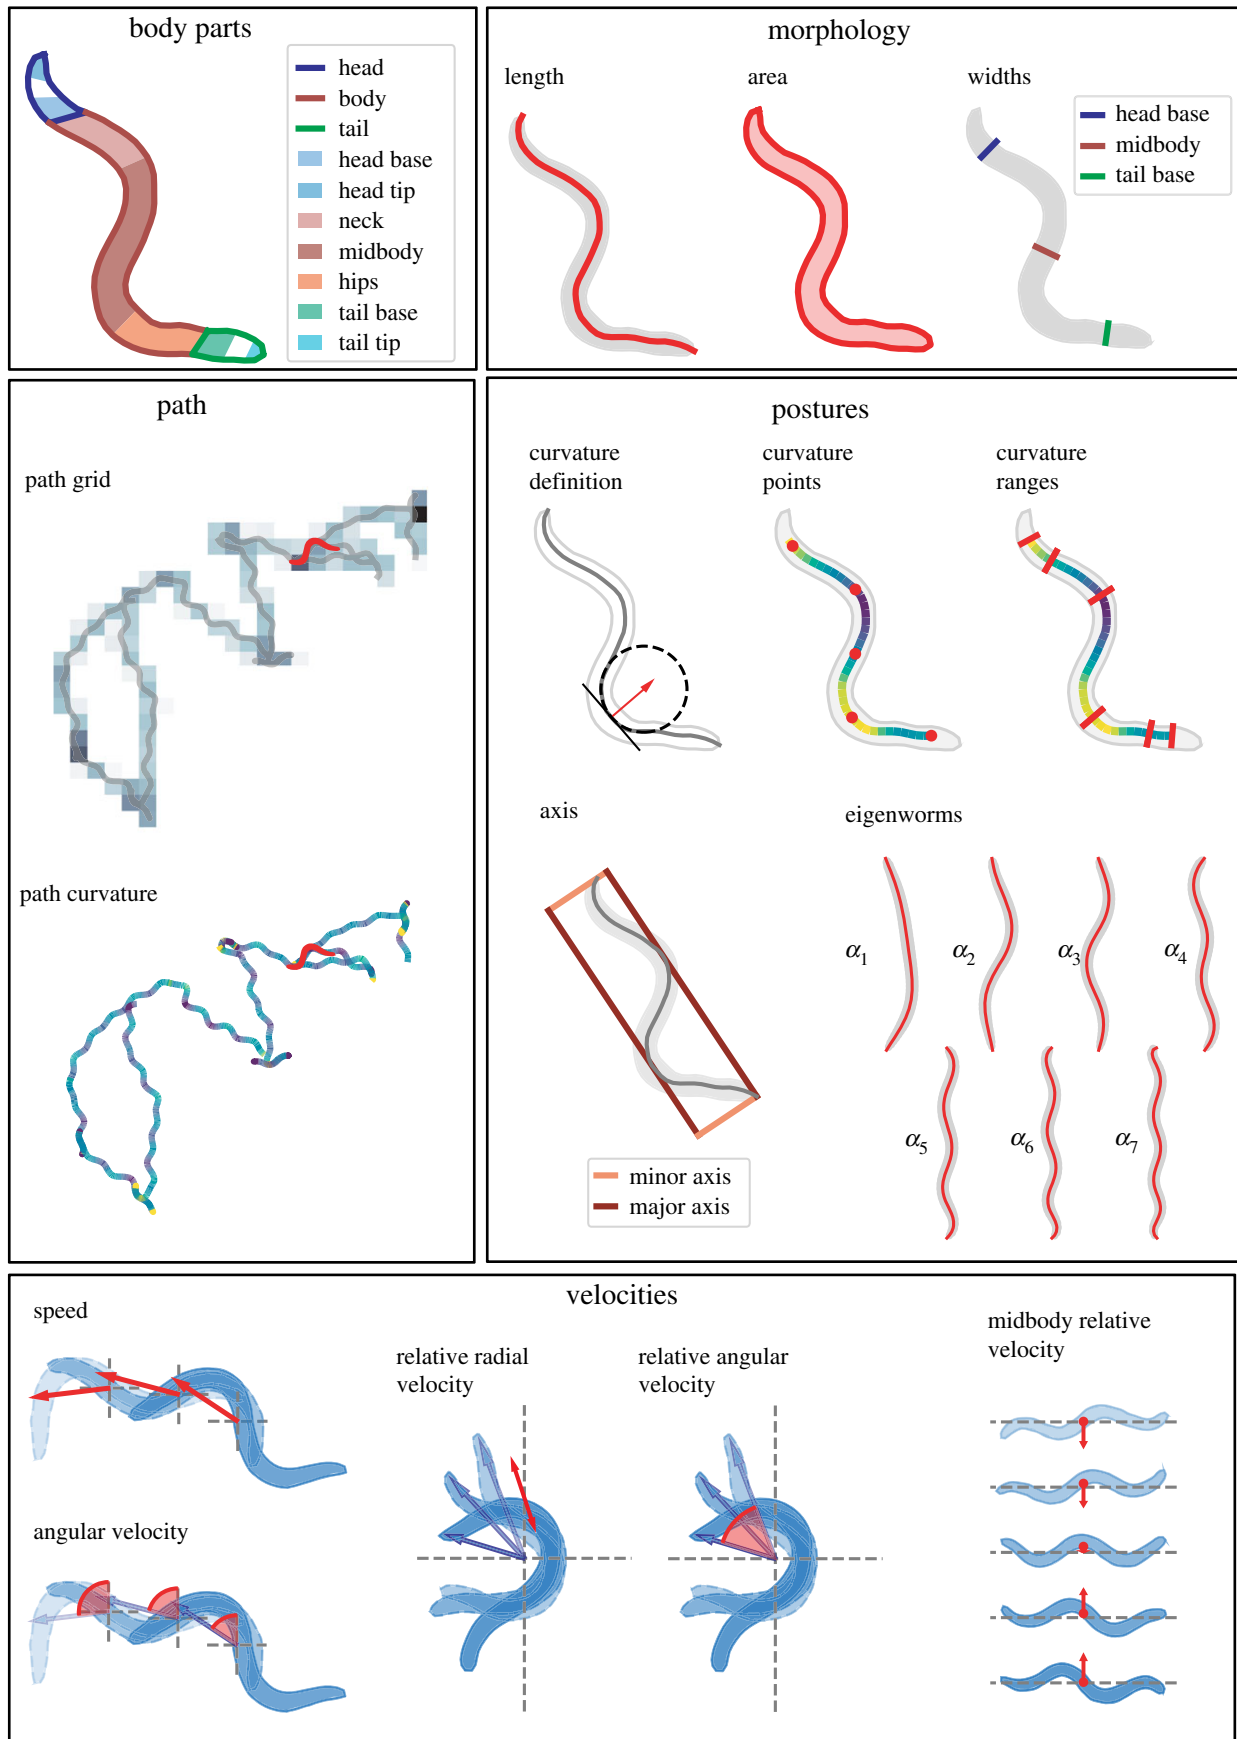 body parts
head
body
tail
head base
head tip
neck
midbody
hips
tail base
tail tip
morphology
length
area
widths
head base
midbody
tail base
path
path grid
path curvature
postures
curvature
definition
curvature
points
curvature
ranges
axis
minor axis
major axis
eigenworms
α1
α2
α3
α4
α5
α6
α7
velocities
speed
angular velocity
relative radial
velocity
relative angular
velocity
midbody relative
velocity